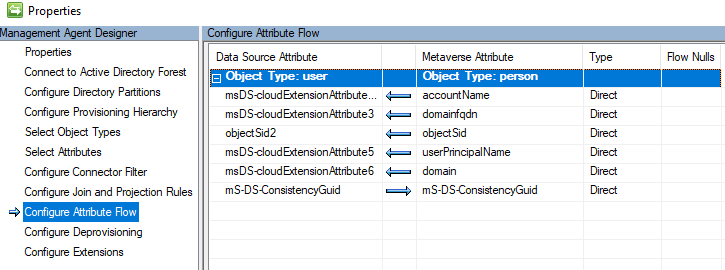 Properties
Management Agent Designer
Properties
Connect to Active Directory Forest
Configure Directory Partitions
Configure Provisioning Hierarchy
Select Object Types
Select Attributes
Configure Connector Filter
Configure Join and Projection Rules
Configure Attribute Flow
Configure Deprovisioning
Configure Extensions
Configure Attribute Flow
Data Source Attribute Metaverse Attribute Type Flow Nulls
Object Type: user Object Type: person
msDS-cloudExtensionAttribute... accountName Direct
msDS-cloudExtensionAttribute3 domainfqdn Direct
objectSid2 objectSid Direct
msDS-cloudExtensionAttribute5 userPrincipalName Direct
msDS-cloudExtensionAttribute6 domain Direct
mS-DS-ConsistencyGuid mS-DS-ConsistencyGuid Direct